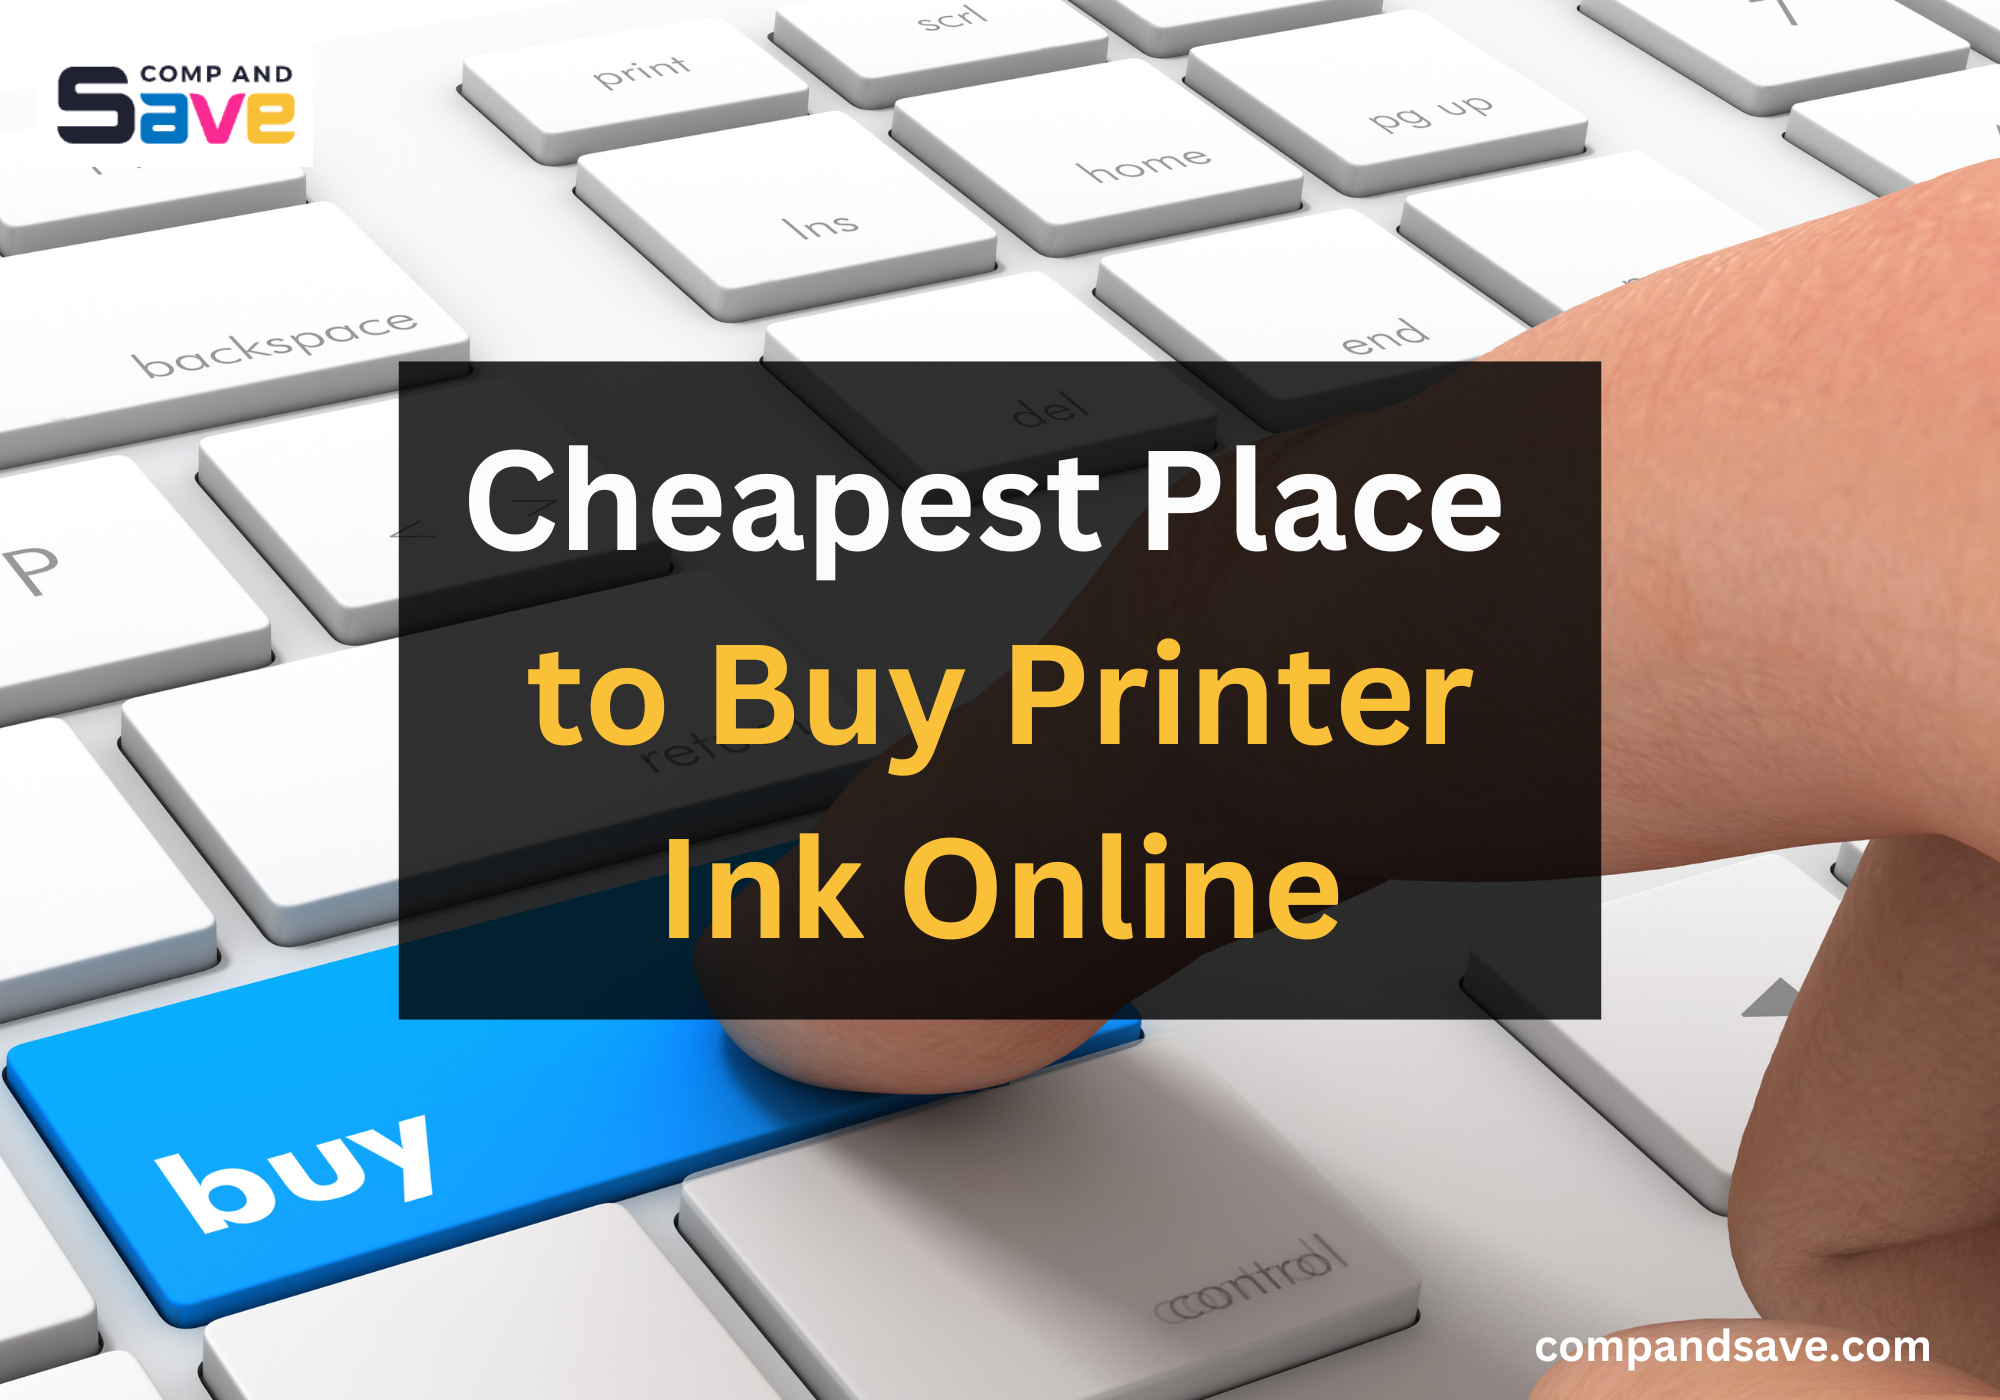 COMP AND
Save
print
scrl
pg up
home
Ins
backspace
end
del
P
Cheapest Place
to Buy Printer
return
Ink Online
buy
control
compandsave.com